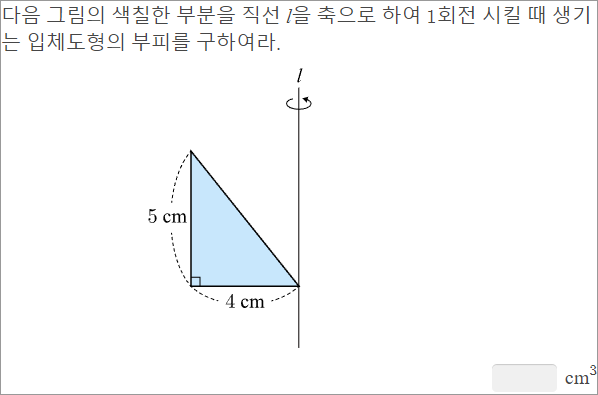 다음 그림의 색칠한 부분을 직선 l을 축으로 하여 1회전 시킬 때 생기
는 입체도형의 부피를 구하여라.
l
5 cm
4 cm
cm³